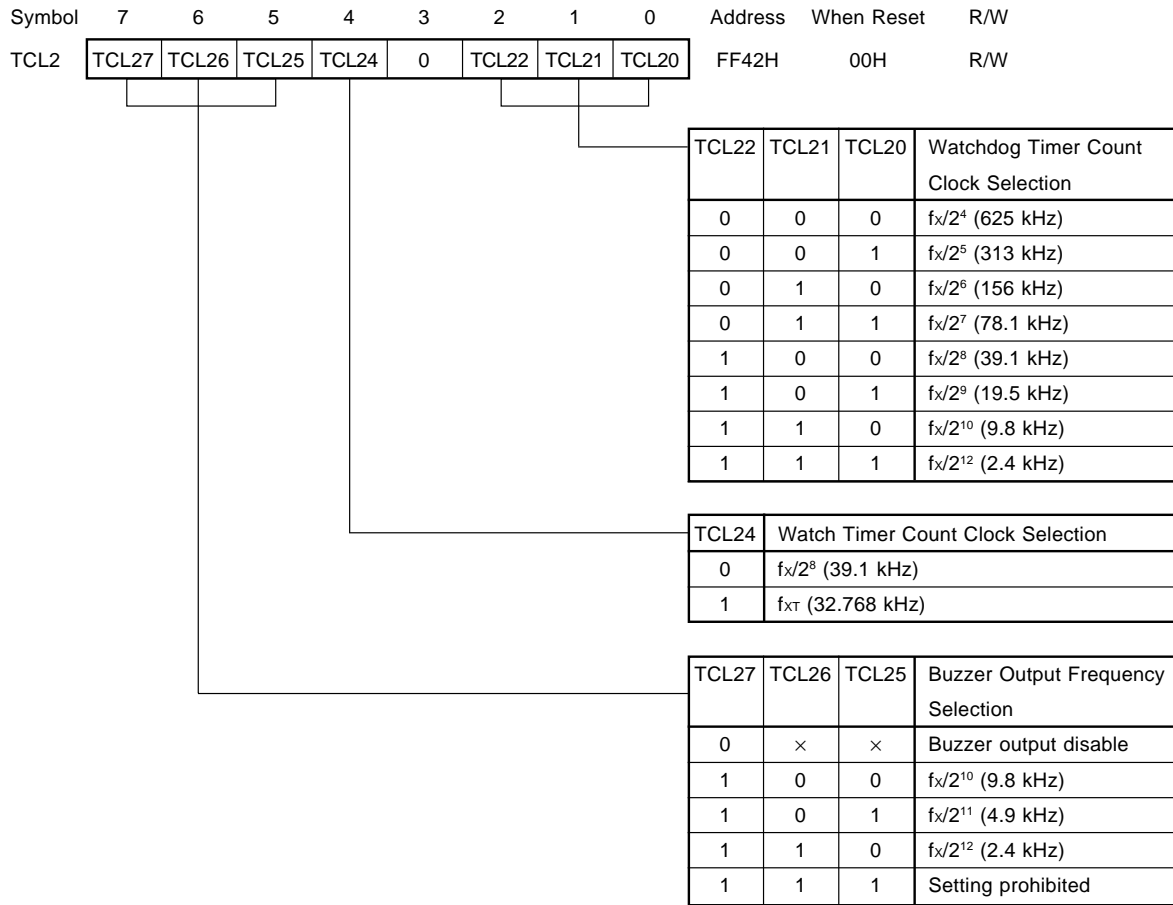 Symbol 7 6 5 4 3 2 1 0 Address When Reset R/W
TCL2 TCL27 TCL26 TCL25 TCL24 0 TCL22 TCL21 TCL20 FF42H 00H R/W
TCL22 TCL21 TCL20 Watchdog Timer Count
Clock Selection
0 0 0 fx/2⁴ (625 kHz)
0 0 1 fx/2⁵ (313 kHz)
0 1 0 fx/2⁶ (156 kHz)
0 1 1 fx/2⁷ (78.1 kHz)
1 0 0 fx/2⁸ (39.1 kHz)
1 0 1 fx/2⁹ (19.5 kHz)
1 1 0 fx/2¹⁰ (9.8 kHz)
1 1 1 fx/2¹² (2.4 kHz)
TCL24 Watch Timer Count Clock Selection
0 fx/2⁸ (39.1 kHz)
1 fXT (32.768 kHz)
TCL27 TCL26 TCL25 Buzzer Output Frequency
Selection
0 × × Buzzer output disable
1 0 0 fx/2¹⁰ (9.8 kHz)
1 0 1 fx/2¹¹ (4.9 kHz)
1 1 0 fx/2¹² (2.4 kHz)
1 1 1 Setting prohibited